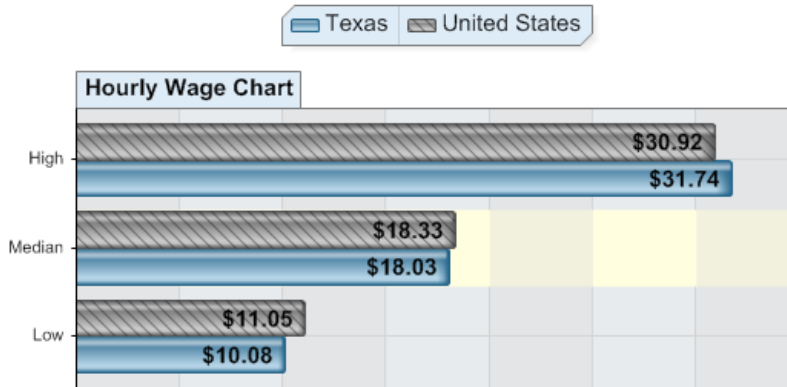 Texas United States
Hourly Wage Chart
$30.92
High
$31.74
$18.33
Median
$18.03
$11.05
Low
$10.08